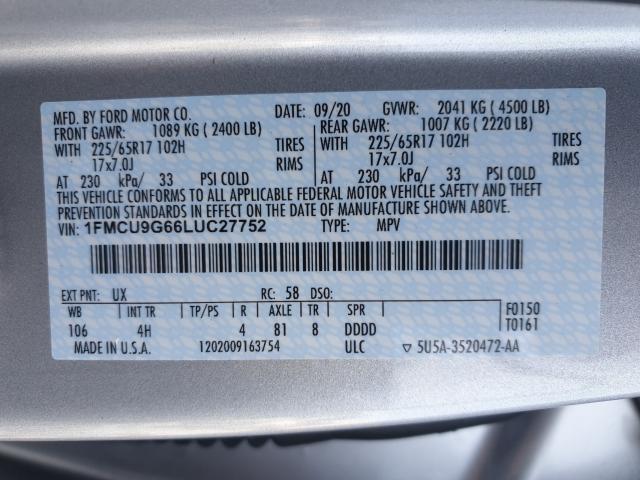 MFD. BY FORD MOTOR CO. DATE: 09/20 GVWR: 2041 KG ( 4500 LB)
FRONT GAWR: 1089 KG ( 2400 LB) REAR GAWR: 1007 KG ( 2220 LB)
WITH 225/65R17 102H TIRES WITH 225/65R17 102H TIRES
17x7.0J RIMS 17x7.0J RIMS
AT 230 kPa/ 33 PSI COLD AT 230 kPa/ 33 PSI COLD
THIS VEHICLE CONFORMS TO ALL APPLICABLE FEDERAL MOTOR VEHICLE SAFETY AND THEFT
PREVENTION STANDARDS IN EFFECT ON THE DATE OF MANUFACTURE SHOWN ABOVE.
VIN: 1FMCU9G66LUC27752 TYPE: MPV
EXT PNT: UX RC: 58 DSO:
WB INT TR TP/PS R AXLE TR SPR F0150
106 4H 4 81 8 DDDD T0161
MADE IN U.S.A. 1202009163754 ULC ▽ 5U5A-3520472-AA